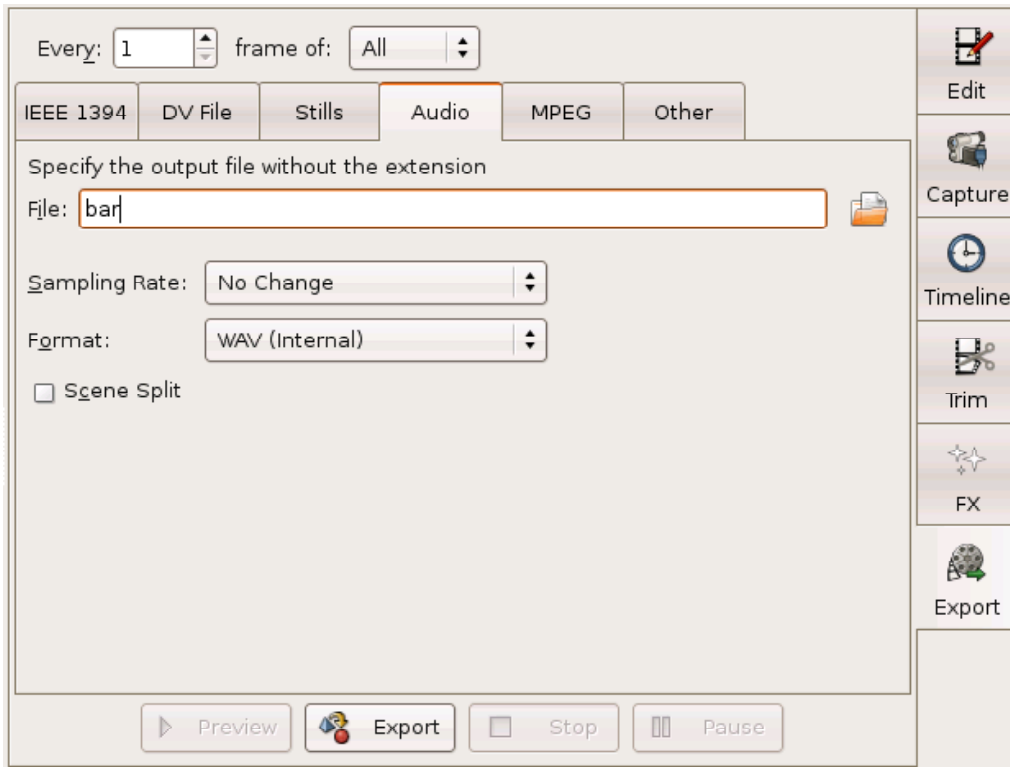 Every: 1 frame of: All
IEEE 1394 DV File Stills Audio MPEG Other
Specify the output file without the extension
File: bar
Sampling Rate: No Change
Format: WAV (Internal)
Scene Split
Preview Export Stop Pause
Edit
Capture
Timeline
Trim
FX
Export